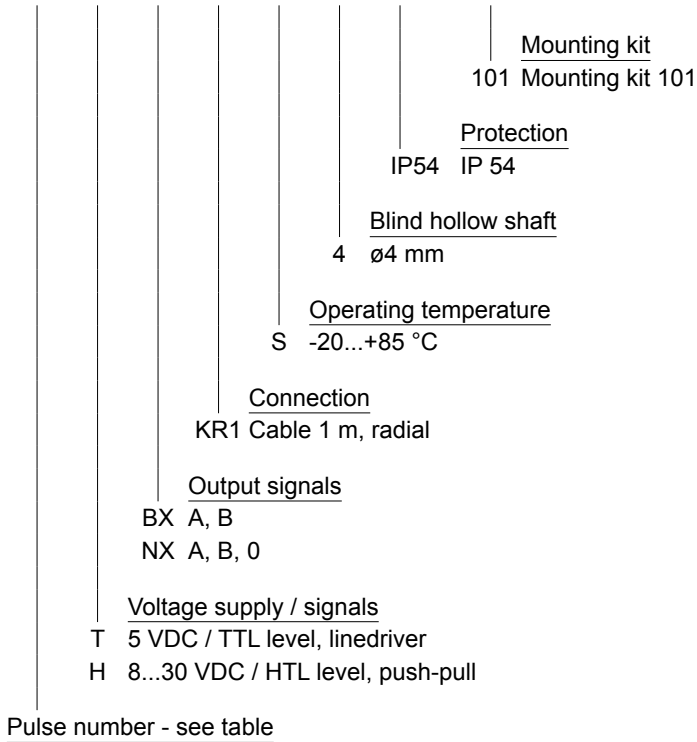 Mounting kit
101 Mounting kit 101
Protection
IP54 IP 54
Blind hollow shaft
4 ø4 mm
Operating temperature
S -20...+85 °C
Connection
KR1 Cable 1 m, radial
Output signals
BX A, B
NX A, B, 0
Voltage supply / signals
T 5 VDC / TTL level, linedriver
H 8...30 VDC / HTL level, push-pull
Pulse number - see table